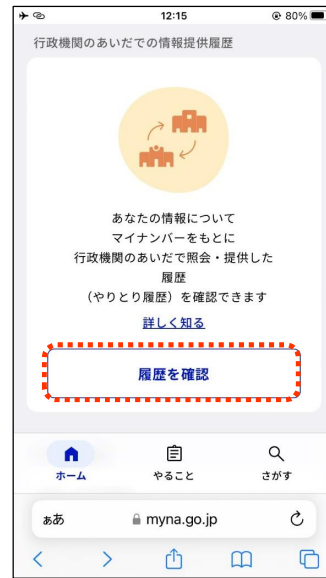 12:15
80%
行政機関のあいだでの情報提供履歴
あなたの情報について
マイナンバーをもとに
行政機関のあいだで照会・提供した
履歴
（やりとり履歴）を確認できます
詳しく知る
履歴を確認
ホーム
やること
さがす
ぁあ
myna.go.jp